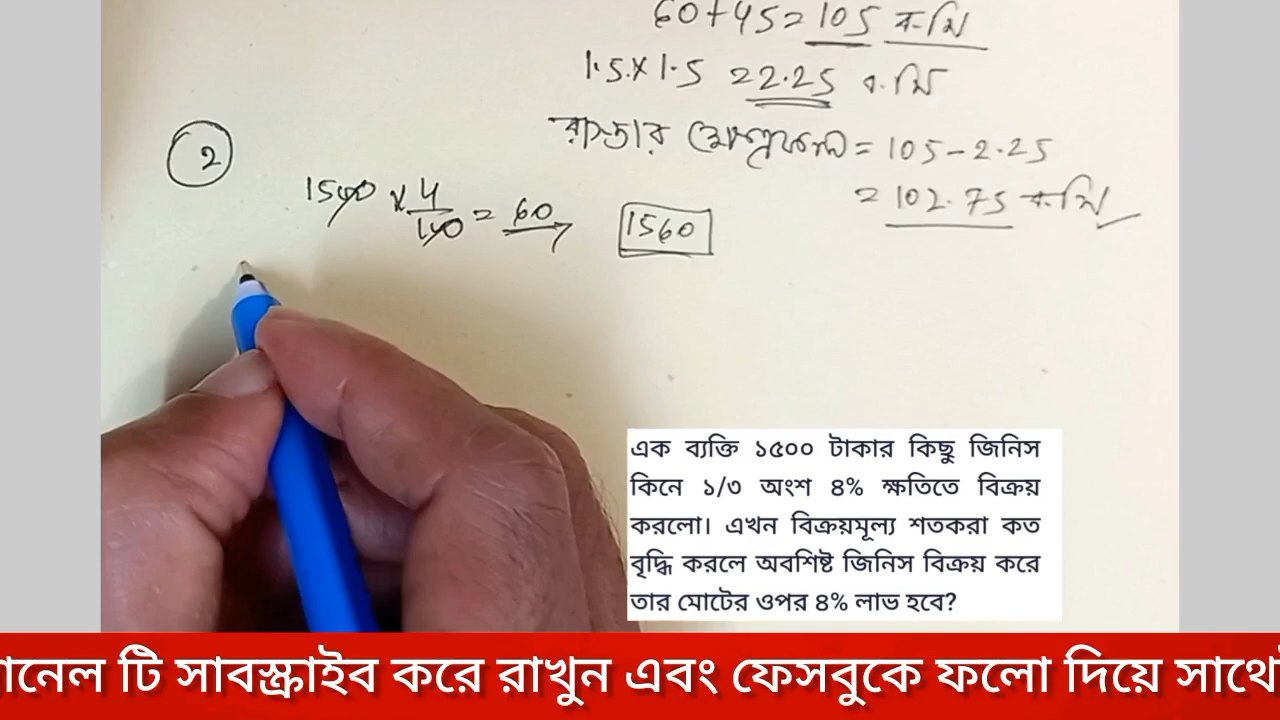 60 + 45 = 105 ব.মি
1.5 x 1.5 = 2.25 ব.মি
রাস্তার ক্ষেত্রফল = 105 - 2.25
= 102.75 ব.মি
2
1500 x 4/100 = 60
1560
এক ব্যক্তি ১৫০০ টাকার কিছু জিনিস
কিনে ১/৩ অংশ ৪% ক্ষতিতে বিক্রয়
করলো। এখন বিক্রয়মূল্য শতকরা কত
বৃদ্ধি করলে অবশিষ্ট জিনিস বিক্রয় করে
তার মোটের ওপর ৪% লাভ হবে?
টি সাবস্ক্রাইব করে রাখুন এবং ফেসবুকে ফলো দিয়ে